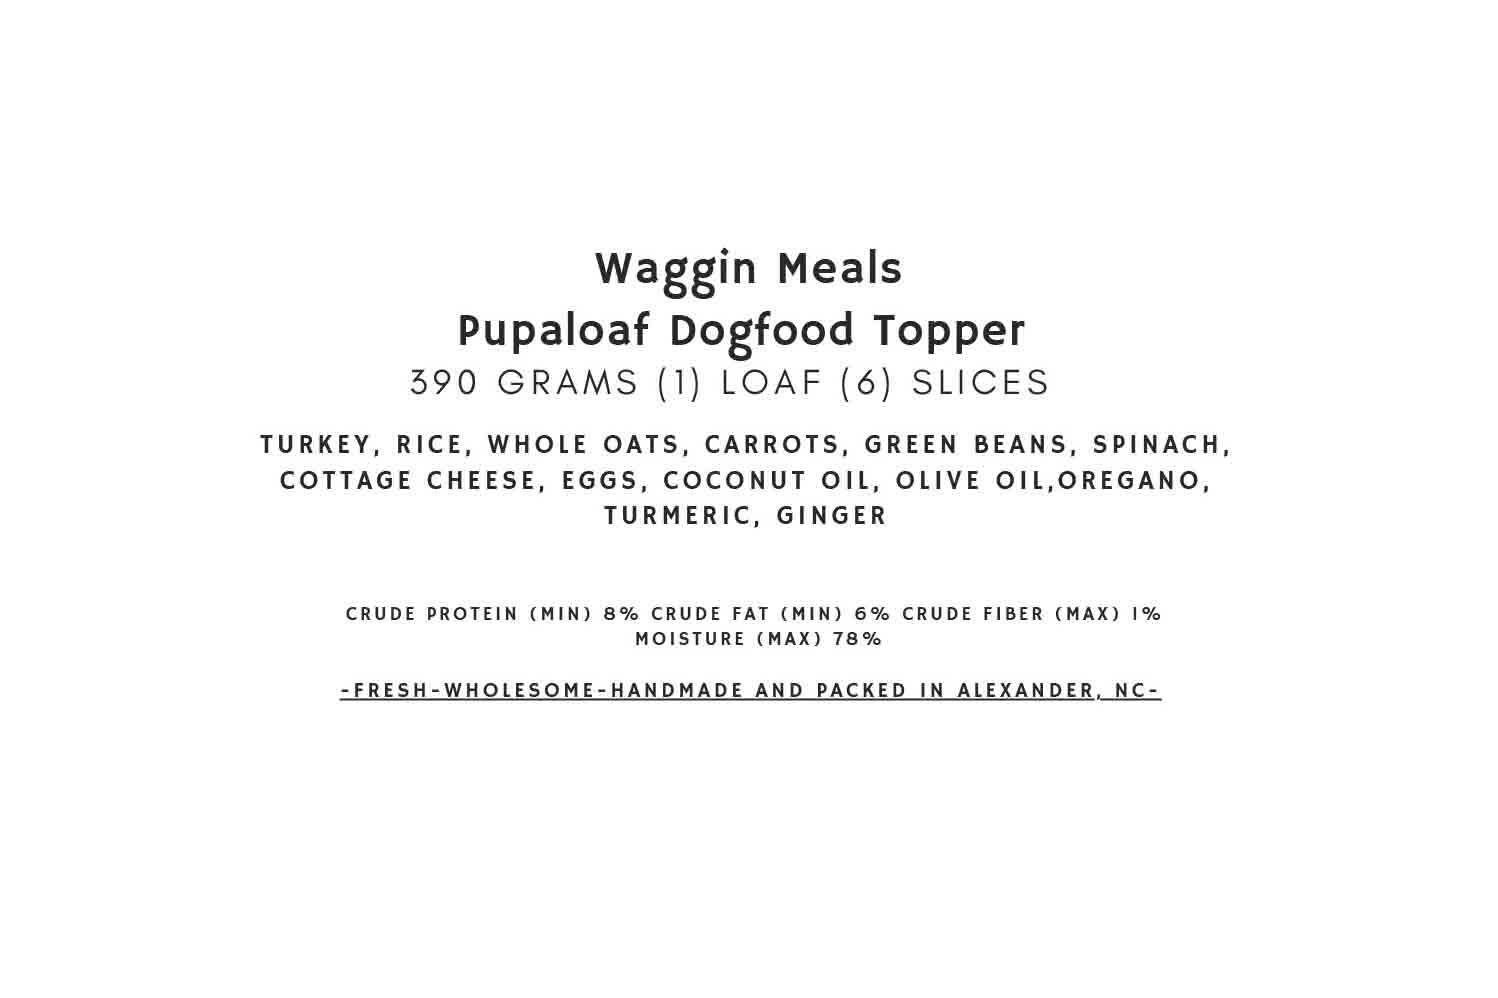 Waggin Meals
Pupaloaf Dogfood Topper
390 GRAMS (1) LOAF (6) SLICES
TURKEY, RICE, WHOLE OATS, CARROTS, GREEN BEANS, SPINACH,
COTTAGE CHEESE, EGGS, COCONUT OIL, OLIVE OIL,OREGANO,
TURMERIC, GINGER
CRUDE PROTEIN (MIN) 8% CRUDE FAT (MIN) 6% CRUDE FIBER (MAX) 1%
MOISTURE (MAX) 78%
-FRESH-WHOLESOME-HANDMADE AND PACKED IN ALEXANDER, NC-